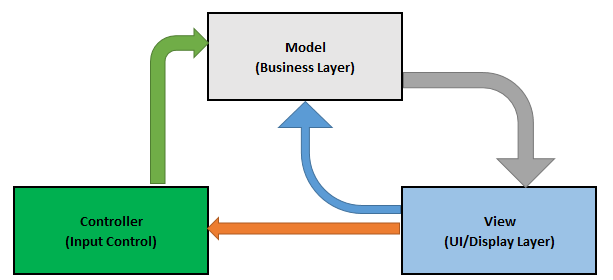 Model
(Business Layer)
Controller
(Input Control)
View
(UI/Display Layer)